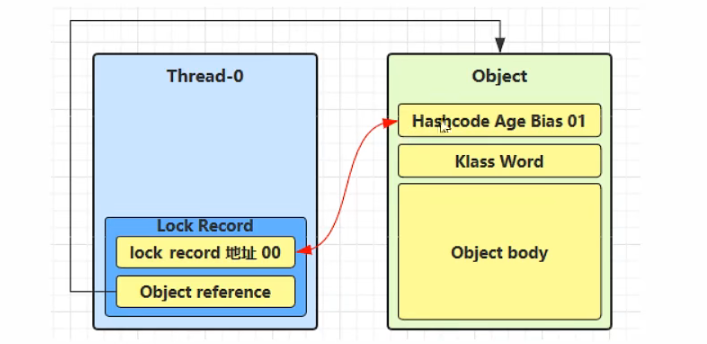 Thread-0
Object
Hashcode Age Bias 01
Klass Word
Lock Record
lock record 地址 00
Object body
Object reference